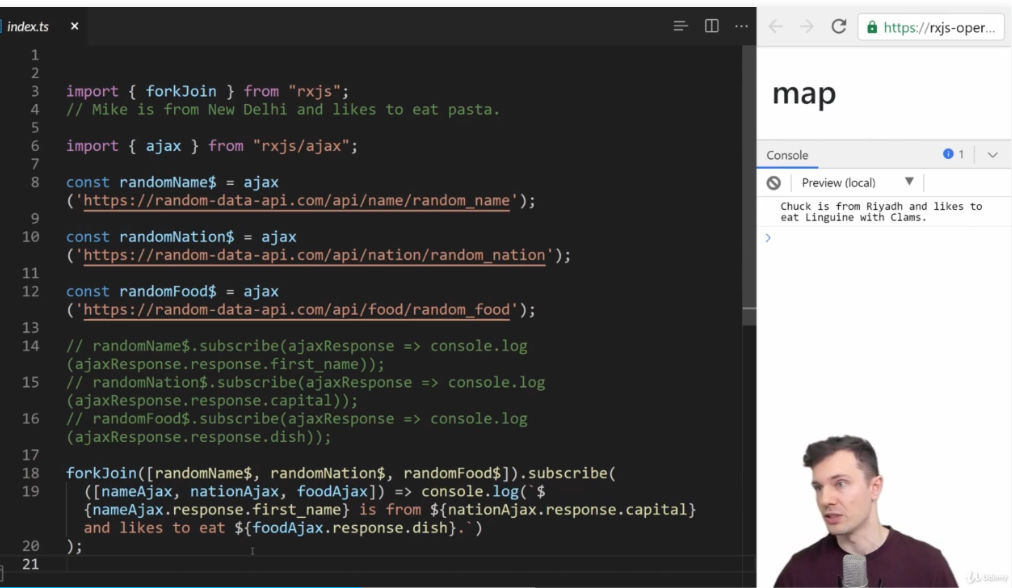 index.ts ×
https://rxjs-oper...
1
2
3 import { forkJoin } from "rxjs";
4 // Mike is from New Delhi and likes to eat pasta.
5
6 import { ajax } from "rxjs/ajax";
7
8 const randomName$ = ajax
('https://random-data-api.com/api/name/random_name');
9
10 const randomNation$ = ajax
('https://random-data-api.com/api/nation/random_nation');
11
12 const randomFood$ = ajax
('https://random-data-api.com/api/food/random_food');
13
14 // randomName$.subscribe(ajaxResponse => console.log
(ajaxResponse.response.first_name));
15 // randomNation$.subscribe(ajaxResponse => console.log
(ajaxResponse.response.capital));
16 // randomFood$.subscribe(ajaxResponse => console.log
(ajaxResponse.response.dish));
17
18 forkJoin([randomName$, randomNation$, randomFood$]).subscribe(
19 ([nameAjax, nationAjax, foodAjax]) => console.log(`$
{nameAjax.response.first_name} is from ${nationAjax.response.capital}
and likes to eat ${foodAjax.response.dish}.`)
20 );
21
map
Console 1
Preview (local)
Chuck is from Riyadh and likes to
eat Linguine with Clams.
Udemy